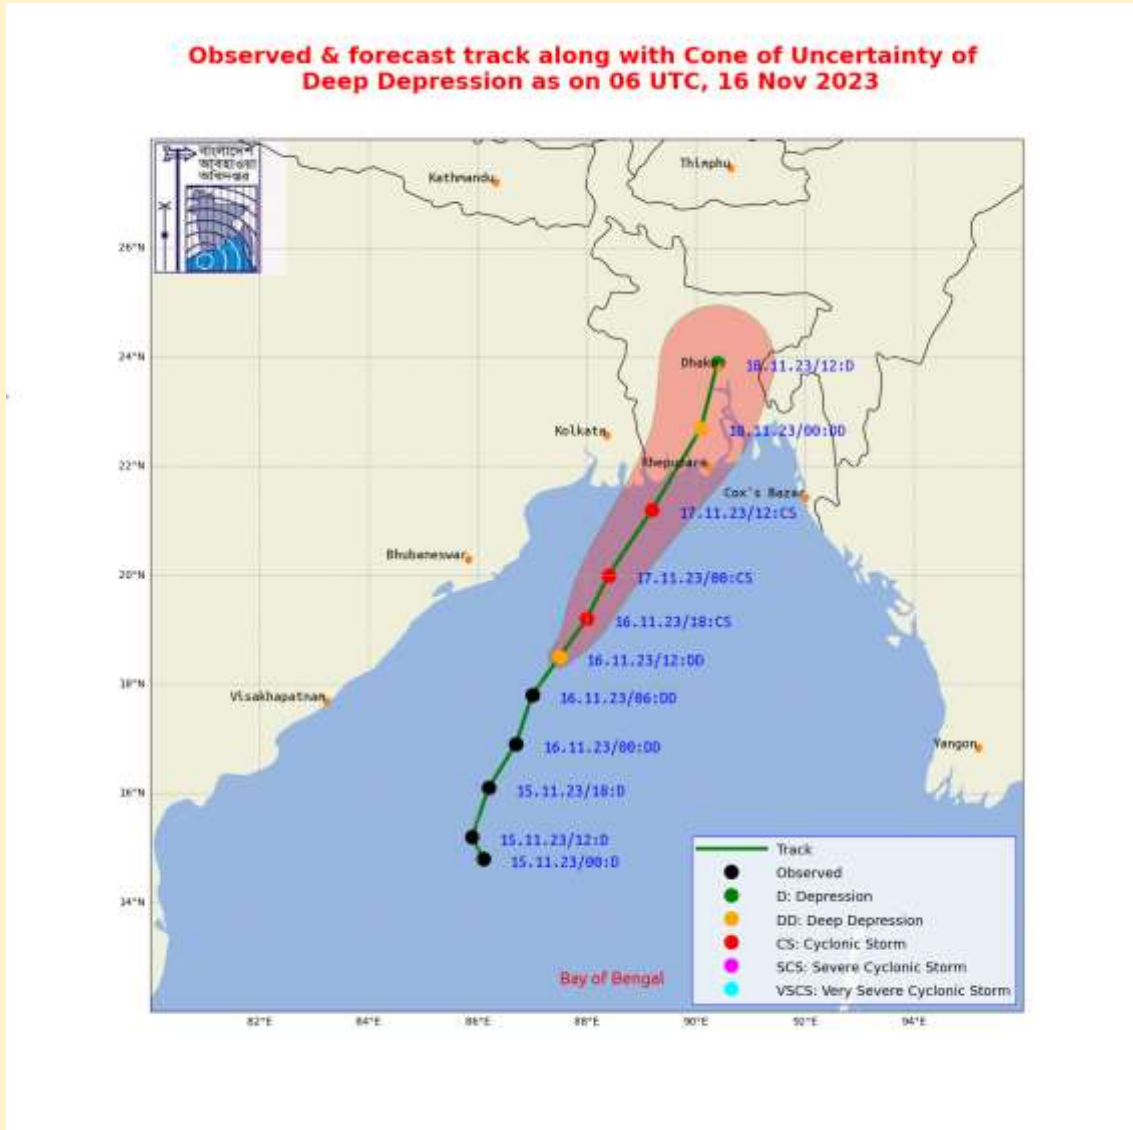 Observed & forecast track along with Cone of Uncertainty of
Deep Depression as on 06 UTC, 16 Nov 2023
বাংলাদেশ
আবহাওয়া
অধিদপ্তর
Thimphu
Kathmandu
26°N
24°N
Dhaka
18.11.23/12:D
Kolkata
18.11.23/00:DD
22°N
Khepupara
Cox's Bazar
17.11.23/12:CS
Bhubaneswar
20°N
17.11.23/00:CS
16.11.23/18:CS
16.11.23/12:DD
18°N
Visakhapatnam
16.11.23/06:DD
Yangon
16.11.23/00:DD
16°N
15.11.23/18:D
15.11.23/12:D
15.11.23/00:D
14°N
Track
Observed
D: Depression
DD: Deep Depression
CS: Cyclonic Storm
SCS: Severe Cyclonic Storm
VSCS: Very Severe Cyclonic Storm
Bay of Bengal
82°E 84°E 86°E 88°E 90°E 92°E 94°E